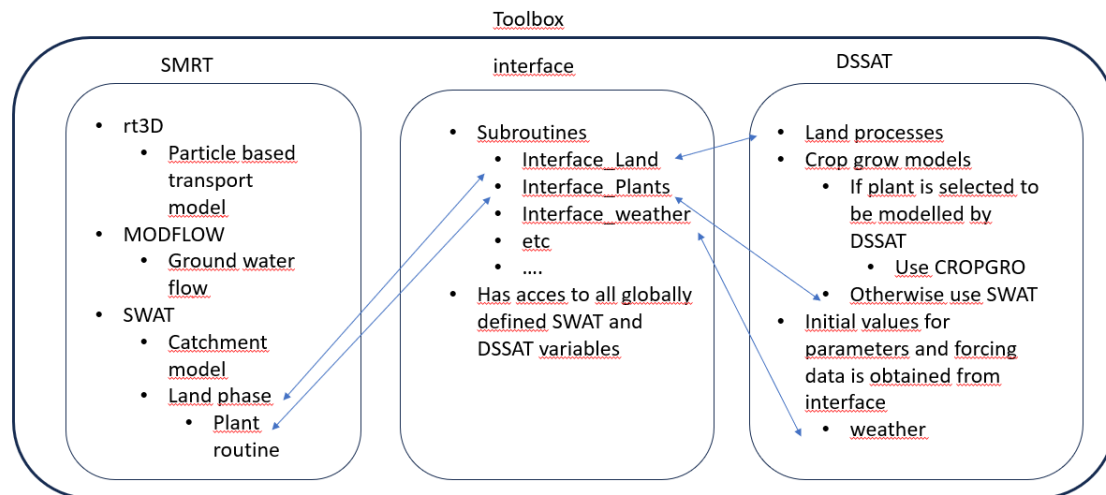 Toolbox
SMRT
rt3D
Particle based
transport
model
MODFLOW
Ground water
flow
SWAT
Catchment
model
Land phase
Plant
routine
interface
Subroutines
Interface_Land
Interface_Plants
Interface_weather
etc
....
Has acces to all globally
defined SWAT and
DSSAT variables
DSSAT
Land processes
Crop grow models
If plant is selected to
be modelled by
DSSAT
Use CROPGRO
Otherwise use SWAT
Initial values for
parameters and forcing
data is obtained from
interface
weather